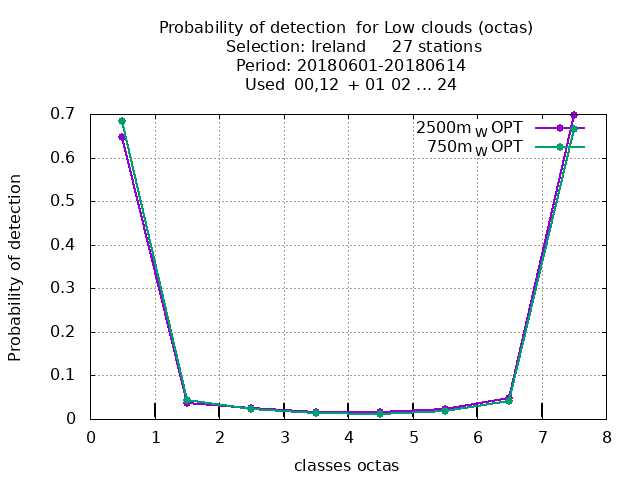 Probability of detection for Low clouds (octas)
Selection: Ireland 27 stations
Period: 20180601-20180614
Used 00,12 + 01 02 ... 24
0.7
0.6
0.5
0.4
0.3
0.2
0.1
0
2500m W OPT
750m W OPT
Probability of detection
0 1 2 3 4 5 6 7 8
classes octas